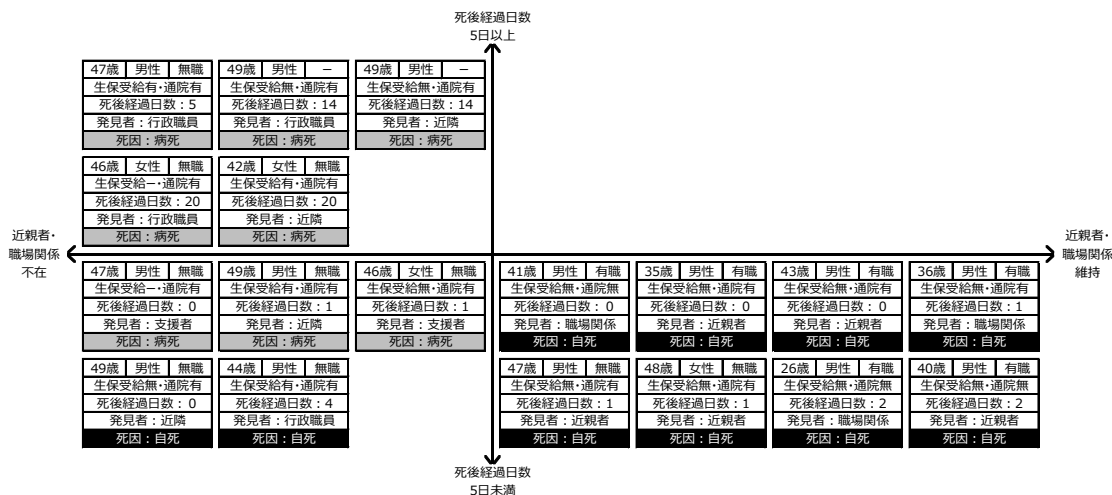 死後経過日数
5日以上
47歳 男性 無職
生保受給有・通院有
死後経過日数：5
発見者：行政職員
死因：病死
49歳 男性 －
生保受給無・通院有
死後経過日数：14
発見者：行政職員
死因：病死
49歳 男性 －
生保受給無・通院有
死後経過日数：14
発見者：近隣
死因：病死
46歳 女性 無職
生保受給－・通院有
死後経過日数：20
発見者：行政職員
死因：病死
42歳 女性 無職
生保受給有・通院有
死後経過日数：20
発見者：近隣
死因：病死
近親者・
職場関係
不在
近親者・
職場関係
維持
47歳 男性 無職
生保受給－・通院有
死後経過日数：0
発見者：支援者
死因：病死
49歳 男性 無職
生保受給有・通院有
死後経過日数：1
発見者：近隣
死因：病死
46歳 女性 無職
生保受給無・通院有
死後経過日数：1
発見者：支援者
死因：病死
41歳 男性 有職
生保受給無・通院無
死後経過日数：0
発見者：職場関係
死因：自死
35歳 男性 有職
生保受給無・通院有
死後経過日数：0
発見者：近親者
死因：自死
43歳 男性 有職
生保受給無・通院有
死後経過日数：0
発見者：近親者
死因：自死
36歳 男性 有職
生保受給無・通院有
死後経過日数：1
発見者：職場関係
死因：自死
49歳 男性 無職
生保受給無・通院有
死後経過日数：0
発見者：近隣
死因：自死
44歳 男性 無職
生保受給有・通院有
死後経過日数：4
発見者：行政職員
死因：自死
47歳 男性 無職
生保受給無・通院有
死後経過日数：1
発見者：近親者
死因：自死
48歳 女性 無職
生保受給無・通院有
死後経過日数：1
発見者：近親者
死因：自死
26歳 男性 有職
生保受給無・通院無
死後経過日数：2
発見者：職場関係
死因：自死
40歳 男性 有職
生保受給無・通院無
死後経過日数：2
発見者：近親者
死因：自死
死後経過日数
5日未満